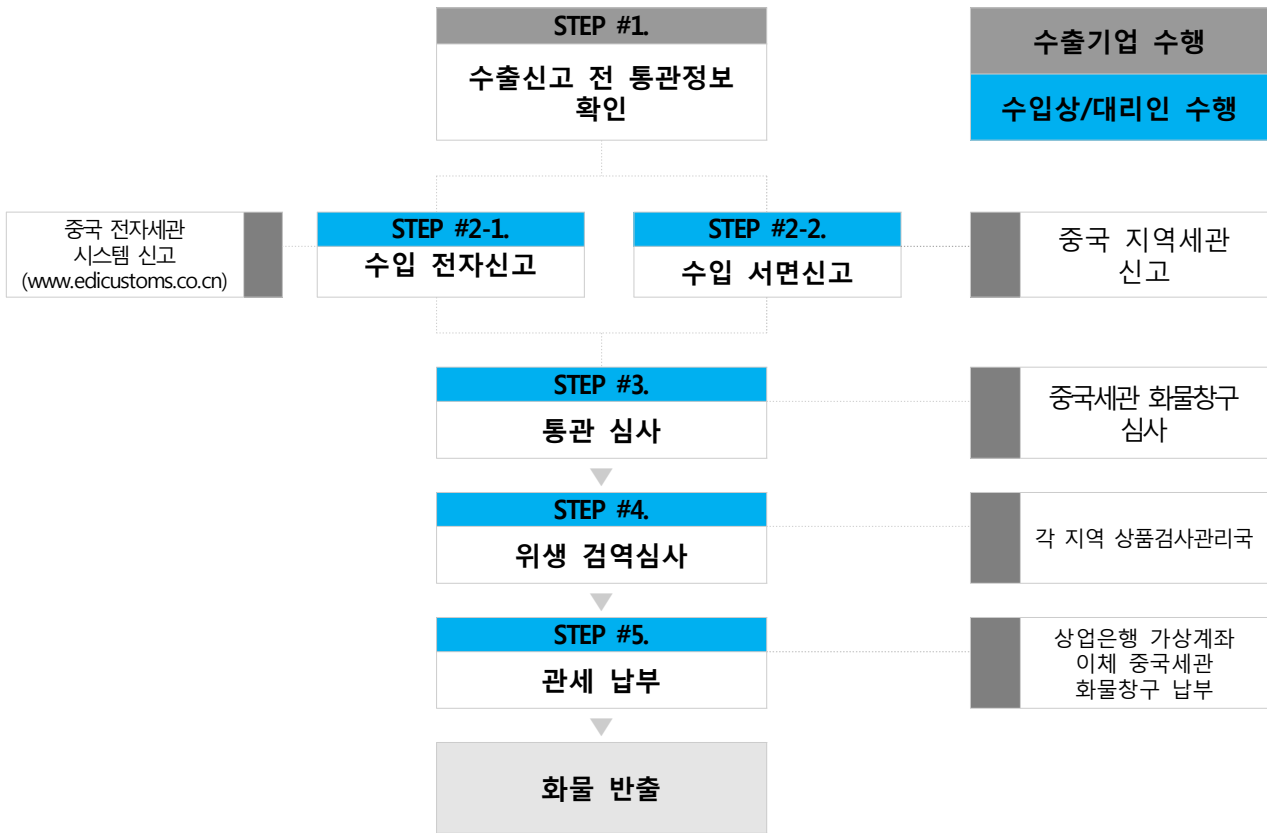 STEP #1.
수출신고 전 통관정보
확인
수출기업 수행
수입상/대리인 수행
중국 전자세관
시스템 신고
(www.edicustoms.co.cn)
STEP #2-1.
수입 전자신고
STEP #2-2.
수입 서면신고
중국 지역세관
신고
STEP #3.
통관 심사
중국세관 화물창구
심사
STEP #4.
위생 검역심사
각 지역 상품검사관리국
STEP #5.
관세 납부
상업은행 가상계좌
이체 중국세관
화물창구 납부
화물 반출